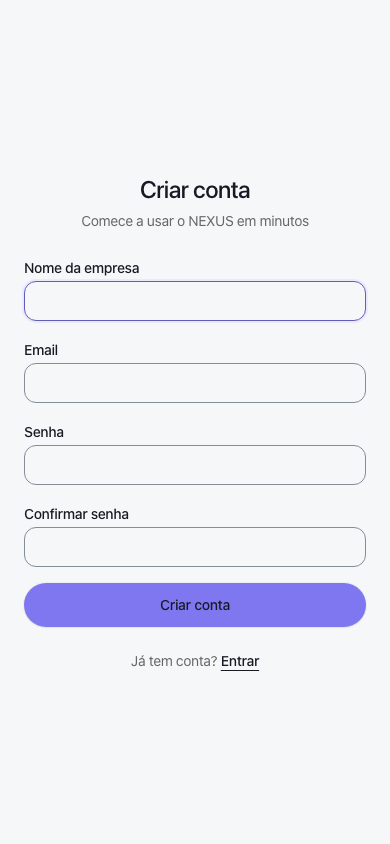 Criar conta
Comece a usar o NEXUS em minutos
Nome da empresa
Email
Senha
Confirmar senha
Criar conta
Já tem conta? Entrar